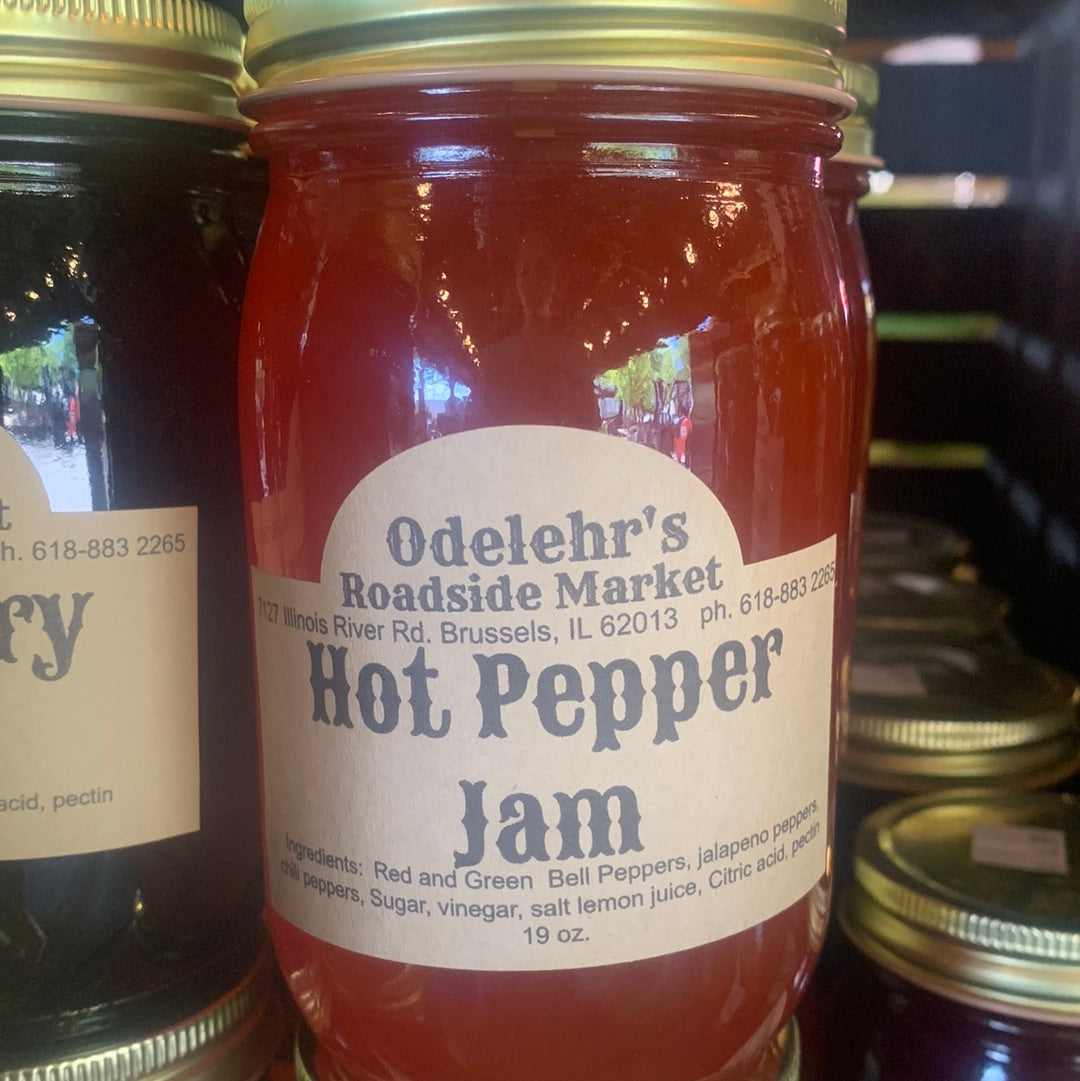 Odelehr's
Roadside Market
7127 Illinois River Rd. Brussels, IL 62013 ph. 618-883 2265
Hot Pepper
Jam
Ingredients: Red and Green Bell Peppers, jalapeno peppers,
chili peppers, Sugar, vinegar, salt lemon juice, Citric acid, pectin
19 oz.
t
h. 618-883 2265
ry
acid, pectin